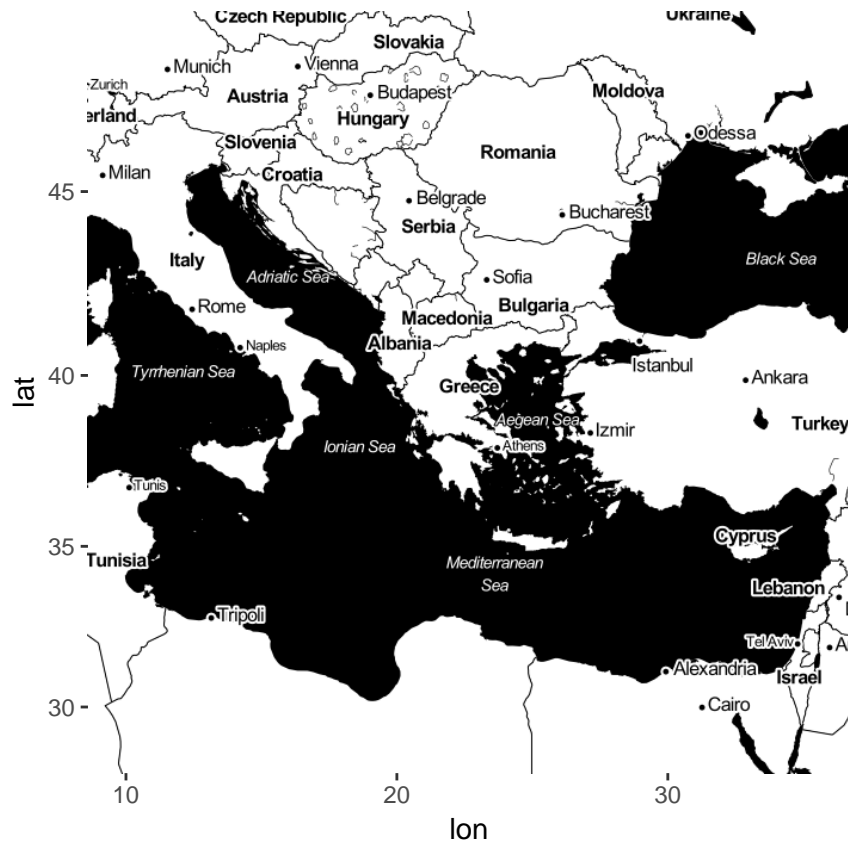 Czech Republic
Ukraine
Slovakia
Munich
Vienna
Zurich
Austria
Budapest
Moldova
erland
Hungary
Odessa
Slovenia
Romania
Milan
Croatia
45
Belgrade
Bucharest
Serbia
Italy
Black Sea
Adriatic Sea
Sofia
Rome
Bulgaria
Macedonia
Albania
Naples
Istanbul
40
Tyrrhenian Sea
Ankara
Greece
lat
Aegean Sea
Turkey
Izmir
Ionian Sea
Athens
Tunis
Cyprus
35
Tunisia
Mediterranean
Sea
Lebanon
Tripoli
Tel Aviv
A
Alexandria
Israel
30
Cairo
10
20
30
lon